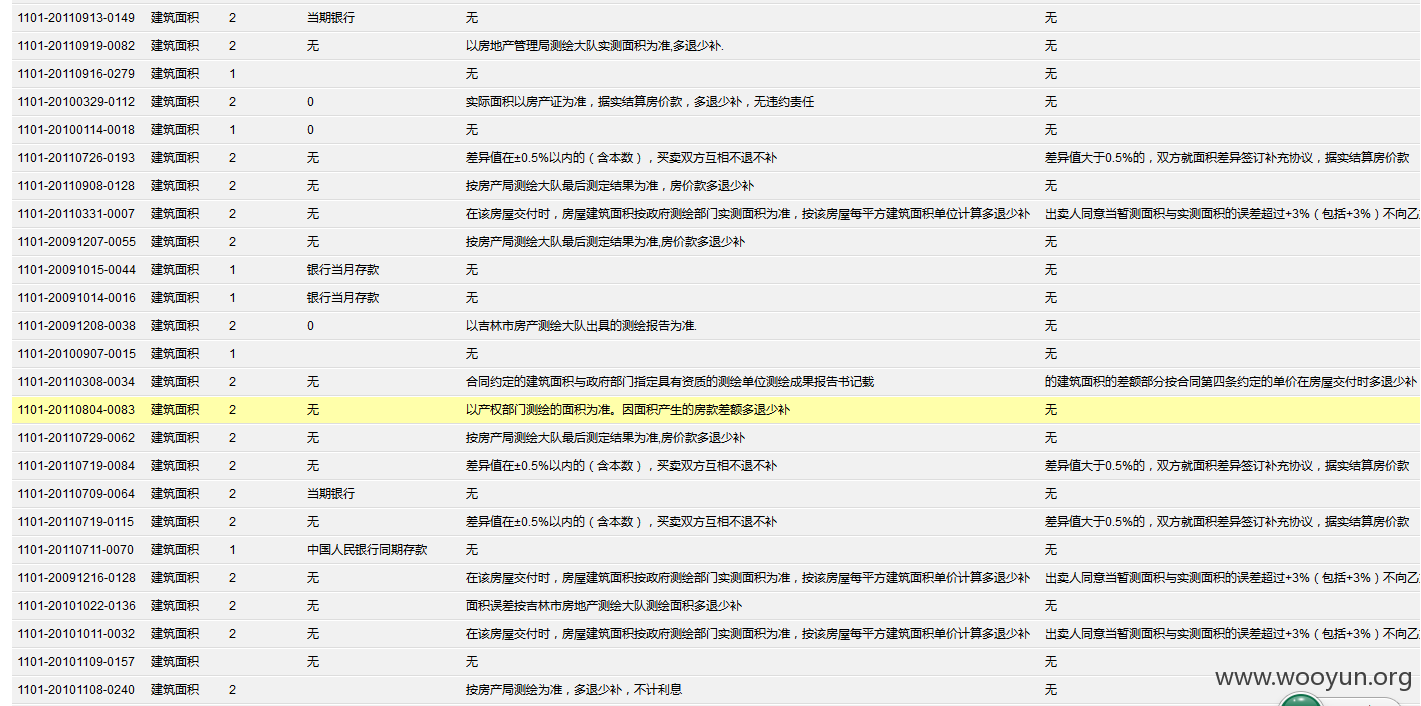 1101-20110913-0149 建筑面积 2 当期银行 无 无
1101-20110919-0082 建筑面积 2 无 以房地产管理局测绘大队实测面积为准,多退少补. 无
1101-20110916-0279 建筑面积 1 无 无
1101-20100329-0112 建筑面积 2 0 实际面积以房产证为准，据实结算房价款，多退少补，无违约责任 无
1101-20100114-0018 建筑面积 1 0 无 无
1101-20110726-0193 建筑面积 2 无 差异值在±0.5%以内的（含本数），买卖双方互相不退不补 差异值大于0.5%的，双方就面积差异签订补充协议，据实结算房价款
1101-20110908-0128 建筑面积 2 无 按房产局测绘大队最后测定结果为准，房价款多退少补 无
1101-20110331-0007 建筑面积 2 无 在该房屋交付时，房屋建筑面积按政府测绘部门实测面积为准，按该房屋每平方建筑面积单位计算多退少补 出卖人同意当暂测面积与实测面积的误差超过+3%（包括+3%）不向乙
1101-20091207-0055 建筑面积 2 无 按房产局测绘大队最后测定结果为准,房价款多退少补 无
1101-20091015-0044 建筑面积 1 银行当月存款 无 无
1101-20091014-0016 建筑面积 1 银行当月存款 无 无
1101-20091208-0038 建筑面积 2 0 以吉林市房产测绘大队出具的测绘报告为准. 无
1101-20100907-0015 建筑面积 1 无 无
1101-20110308-0034 建筑面积 2 无 合同约定的建筑面积与政府部门指定具有资质的测绘单位测绘成果报告书记载 的建筑面积的差额部分按合同第四条约定的单价在房屋交付时多退少补
1101-20110804-0083 建筑面积 2 无 以产权部门测绘的面积为准。因面积产生的房款差额多退少补 无
1101-20110729-0062 建筑面积 2 无 按房产局测绘大队最后测定结果为准,房价款多退少补 无
1101-20110719-0084 建筑面积 2 无 差异值在±0.5%以内的（含本数），买卖双方互相不退不补 差异值大于0.5%的，双方就面积差异签订补充协议，据实结算房价款
1101-20110709-0064 建筑面积 2 当期银行 无 无
1101-20110719-0115 建筑面积 2 无 差异值在±0.5%以内的（含本数），买卖双方互相不退不补 差异值大于0.5%的，双方就面积差异签订补充协议，据实结算房价款
1101-20110711-0070 建筑面积 1 中国人民银行同期存款 无 无
1101-20091216-0128 建筑面积 2 无 在该房屋交付时，房屋建筑面积按政府测绘部门实测面积为准，按该房屋每平方建筑面积单价计算多退少补 出卖人同意当暂测面积与实测面积的误差超过+3%（包括+3%）不向乙
1101-20101022-0136 建筑面积 2 无 面积误差按吉林市房地产测绘大队测绘面积多退少补 无
1101-20101011-0032 建筑面积 2 无 在该房屋交付时，房屋建筑面积按政府测绘部门实测面积为准，按该房屋每平方建筑面积单价计算多退少补 出卖人同意当暂测面积与实测面积的误差超过+3%（包括+3%）不向乙
1101-20101109-0157 建筑面积 无 无 无
1101-20101108-0240 建筑面积 2 按房产局测绘为准，多退少补，不计利息 无
www.wooyun.org